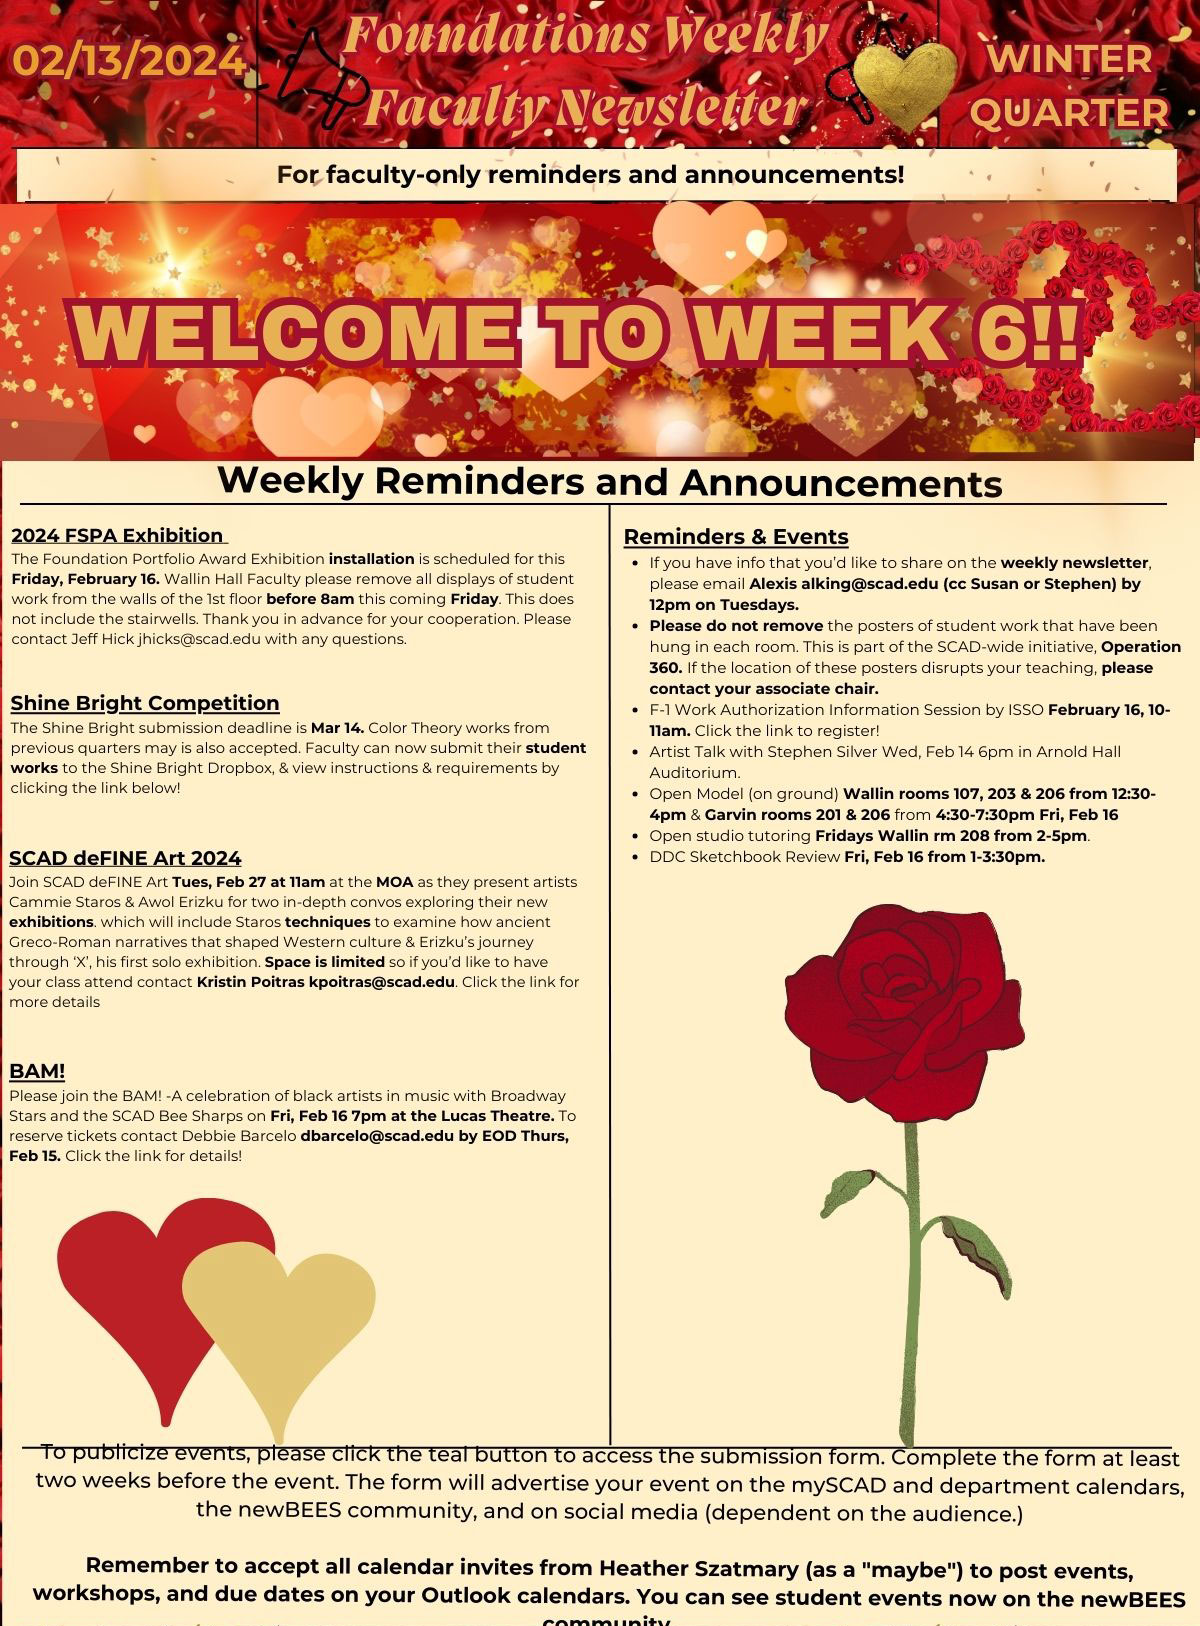 02/13/2024
Foundations Weekly
Faculty Newsletter
WINTER
QUARTER
For faculty-only reminders and announcements!
WELCOME TO WEEK 6!!
Weekly Reminders and Announcements
2024 FSPA Exhibition
The Foundation Portfolio Award Exhibition installation is scheduled for this
Friday, February 16. Wallin Hall Faculty please remove all displays of student
work from the walls of the 1st floor before 8am this coming Friday. This does
not include the stairwells. Thank you in advance for your cooperation. Please
contact Jeff Hick jhicks@scad.edu with any questions.
Shine Bright Competition
The Shine Bright submission deadline is Mar 14. Color Theory works from
previous quarters may is also accepted. Faculty can now submit their student
works to the Shine Bright Dropbox, & view instructions & requirements by
clicking the link below!
SCAD deFINE Art 2024
Join SCAD deFINE Art Tues, Feb 27 at 11am at the MOA as they present artists
Cammie Staros & Awol Erizku for two in-depth convos exploring their new
exhibitions. which will include Staros techniques to examine how ancient
Greco-Roman narratives that shaped Western culture & Erizku's journey
through ‘X’, his first solo exhibition. Space is limited so if you'd like to have
your class attend contact Kristin Poitras kpoitras@scad.edu. Click the link for
more details
BAM!
Please join the BAM! -A celebration of black artists in music with Broadway
Stars and the SCAD Bee Sharps on Fri, Feb 16 7pm at the Lucas Theatre. To
reserve tickets contact Debbie Barcelo dbarcelo@scad.edu by EOD Thurs,
Feb 15. Click the link for details!
Reminders & Events
• If you have info that you'd like to share on the weekly newsletter,
please email Alexis alking@scad.edu (cc Susan or Stephen) by
12pm on Tuesdays.
• Please do not remove the posters of student work that have been
hung in each room. This is part of the SCAD-wide initiative, Operation
360. If the location of these posters disrupts your teaching, please
contact your associate chair.
• F-1 Work Authorization Information Session by ISSO February 16, 10-
11am. Click the link to register!
• Artist Talk with Stephen Silver Wed, Feb 14 6pm in Arnold Hall
Auditorium.
• Open Model (on ground) Wallin rooms 107, 203 & 206 from 12:30-
4pm & Garvin rooms 201 & 206 from 4:30-7:30pm Fri, Feb 16
• Open studio tutoring Fridays Wallin rm 208 from 2-5pm.
• DDC Sketchbook Review Fri, Feb 16 from 1-3:30pm.
To publicize events, please click the teal button to access the submission form. Complete the form at least
two weeks before the event. The form will advertise your event on the mySCAD and department calendars,
the newBEES community, and on social media (dependent on the audience.)
Remember to accept all calendar invites from Heather Szatmary (as a "maybe") to post events,
workshops, and due dates on your Outlook calendars. You can see student events now on the newBEES
community.